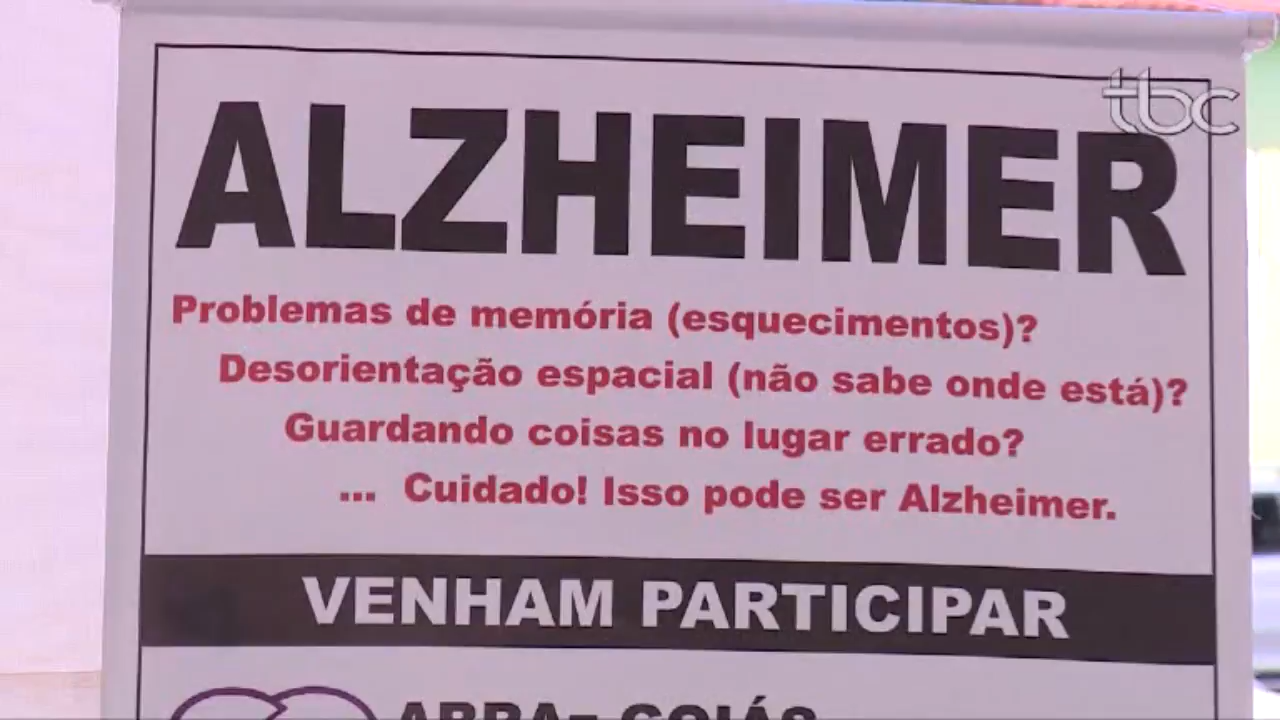 tbc
ALZHEIMER
Problemas de memória (esquecimentos)?
Desorientação espacial (não sabe onde está)?
Guardando coisas no lugar errado?
... Cuidado! Isso pode ser Alzheimer.
VENHAM PARTICIPAR
GOIÁS